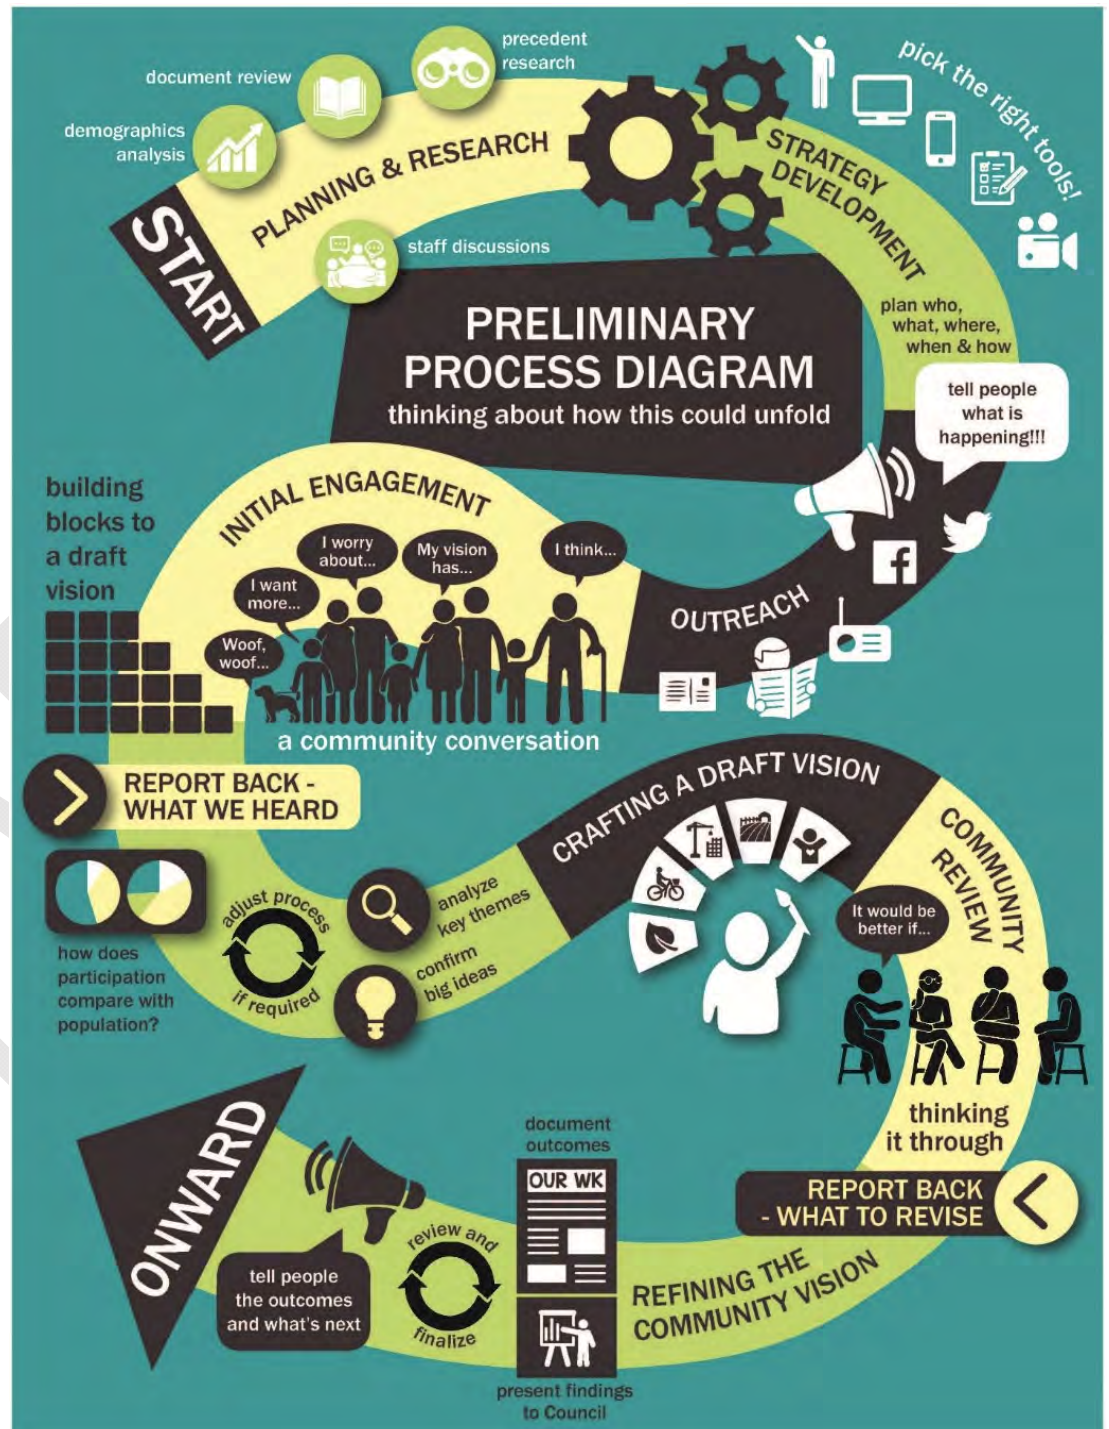 START
PLANNING & RESEARCH
demographics
analysis
document review
precedent
research
staff discussions
STRATEGY
DEVELOPMENT
pick the right tools!
plan who,
what, where,
when & how
PRELIMINARY
PROCESS DIAGRAM
thinking about how this could unfold
tell people
what is
happening!!!
OUTREACH
INITIAL ENGAGEMENT
I think...
My vision
has...
I worry
about...
I want
more...
Woof,
woof...
a community conversation
building
blocks to
a draft
vision
REPORT BACK -
WHAT WE HEARD
how does
participation
compare with
population?
adjust process
if required
analyze
key themes
confirm
big ideas
CRAFTING A DRAFT VISION
COMMUNITY
REVIEW
It would be
better if...
thinking
it through
REPORT BACK
- WHAT TO REVISE
REFINING THE
COMMUNITY VISION
document
outcomes
OUR WK
present findings
to Council
review and
finalize
tell people
the outcomes
and what's next
ONWARD